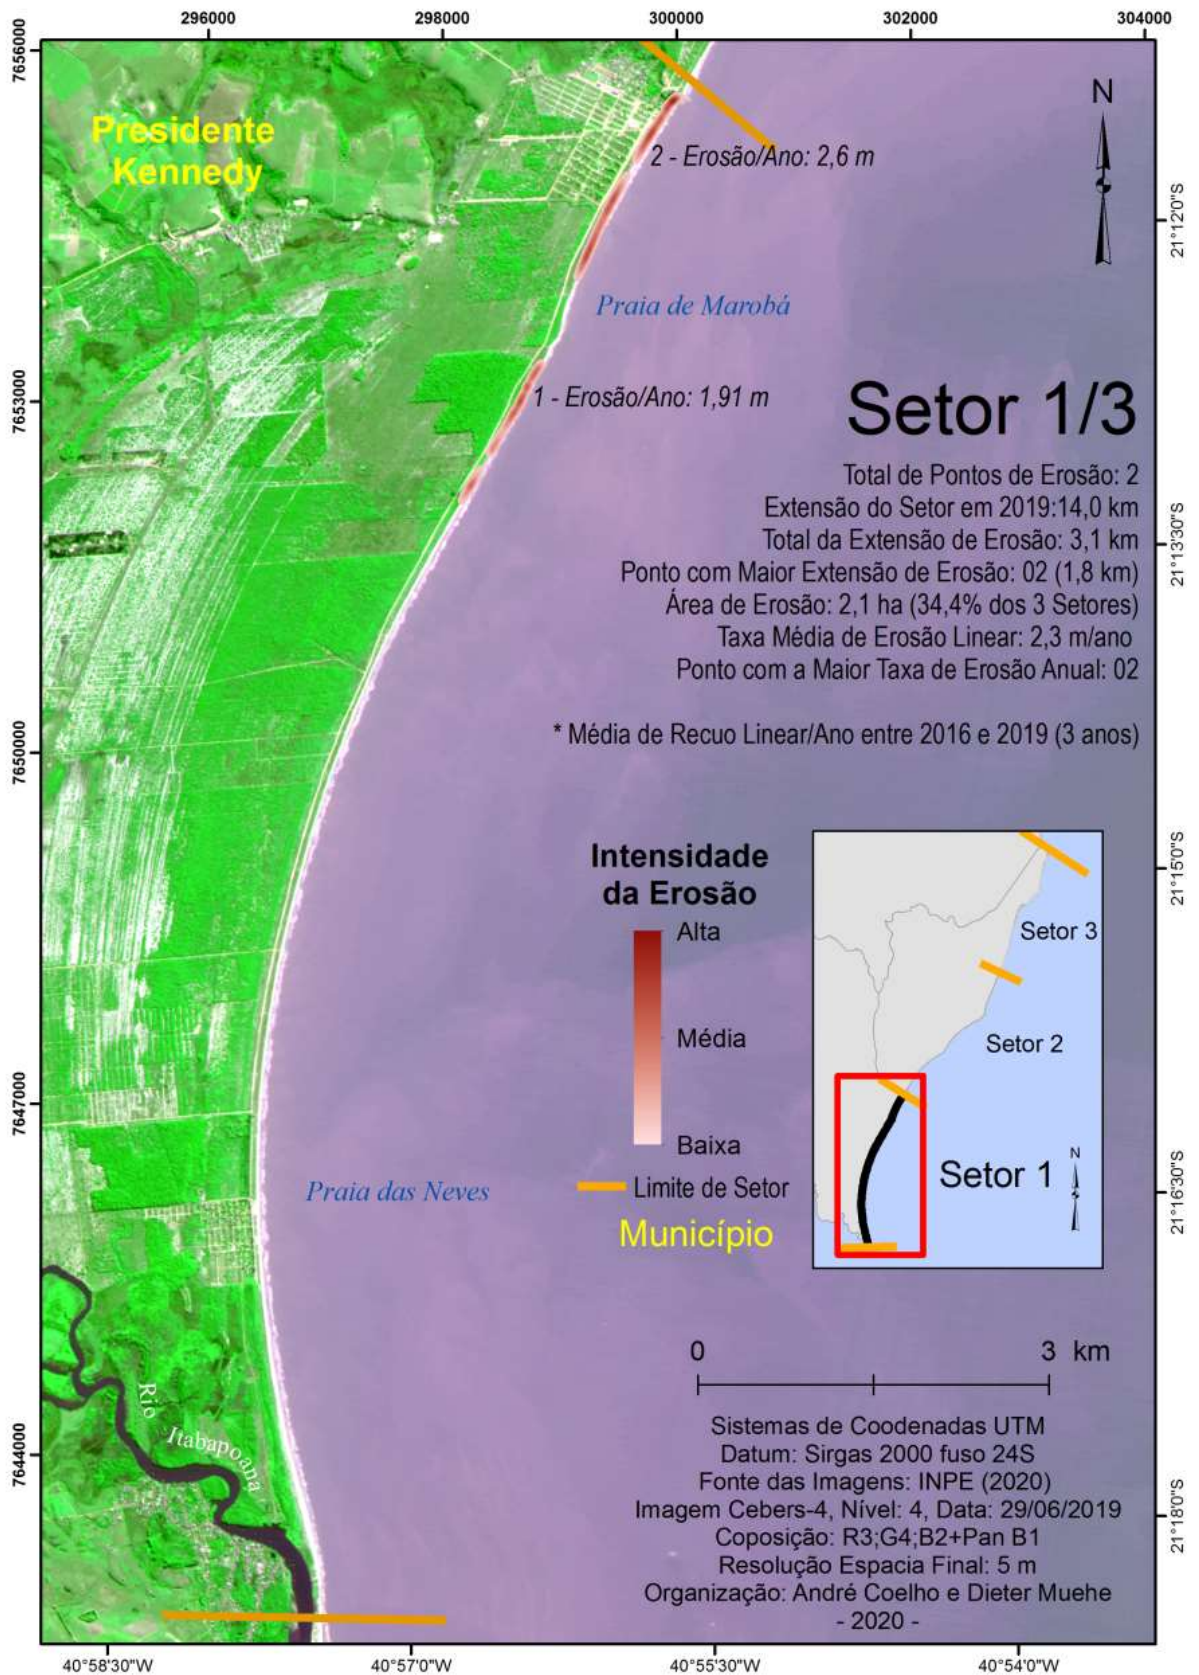 296000
298000
300000
302000
304000
7656000
7653000
7650000
7647000
7644000
Presidente
Kennedy
N
2 - Erosão/Ano: 2,6 m
21°12'0"S
Praia de Marobá
1 - Erosão/Ano: 1,91 m
Setor 1/3
Total de Pontos de Erosão: 2
Extensão do Setor em 2019:14,0 km
Total da Extensão de Erosão: 3,1 km
Ponto com Maior Extensão de Erosão: 02 (1,8 km)
Área de Erosão: 2,1 ha (34,4% dos 3 Setores)
Taxa Média de Erosão Linear: 2,3 m/ano
Ponto com a Maior Taxa de Erosão Anual: 02
* Média de Recuo Linear/Ano entre 2016 e 2019 (3 anos)
21°13'30"S
21°15'0"S
Intensidade
da Erosão
Alta
Média
Baixa
Limite de Setor
Município
Setor 3
Setor 2
Setor 1
N
21°16'30"S
Praia das Neves
Rio
Itabapoana
0 3 km
Sistemas de Coodenadas UTM
Datum: Sirgas 2000 fuso 24S
Fonte das Imagens: INPE (2020)
Imagem Cebers-4, Nível: 4, Data: 29/06/2019
Coposição: R3;G4;B2+Pan B1
Resolução Espacia Final: 5 m
Organização: André Coelho e Dieter Muehe
- 2020 -
21°18'0"S
40°58'30"W
40°57'0"W
40°55'30"W
40°54'0"W